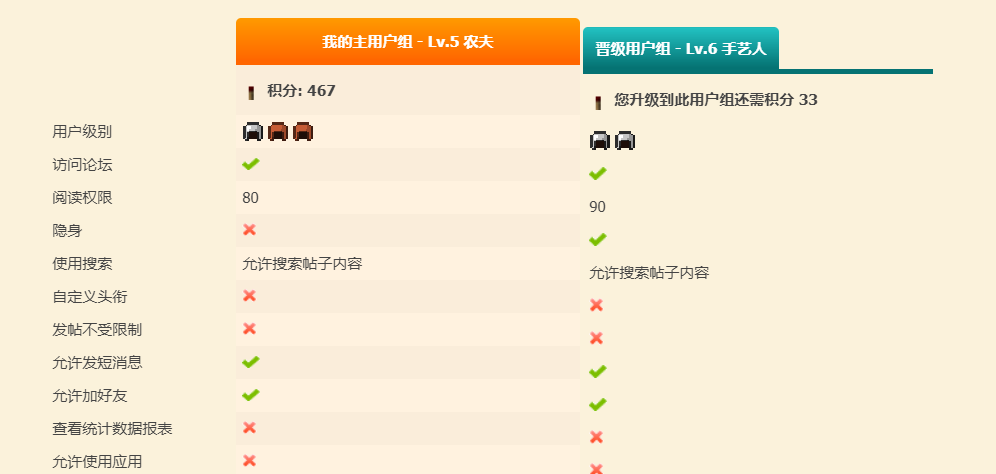 我的主用户组 - Lv.5 农夫
晋级用户组 - Lv.6 手艺人
积分: 467
您升级到此用户组还需积分 33
用户级别
访问论坛
阅读权限 80 90
隐身
使用搜索 允许搜索帖子内容 允许搜索帖子内容
自定义头衔
发帖不受限制
允许发短消息
允许加好友
查看统计数据报表
允许使用应用